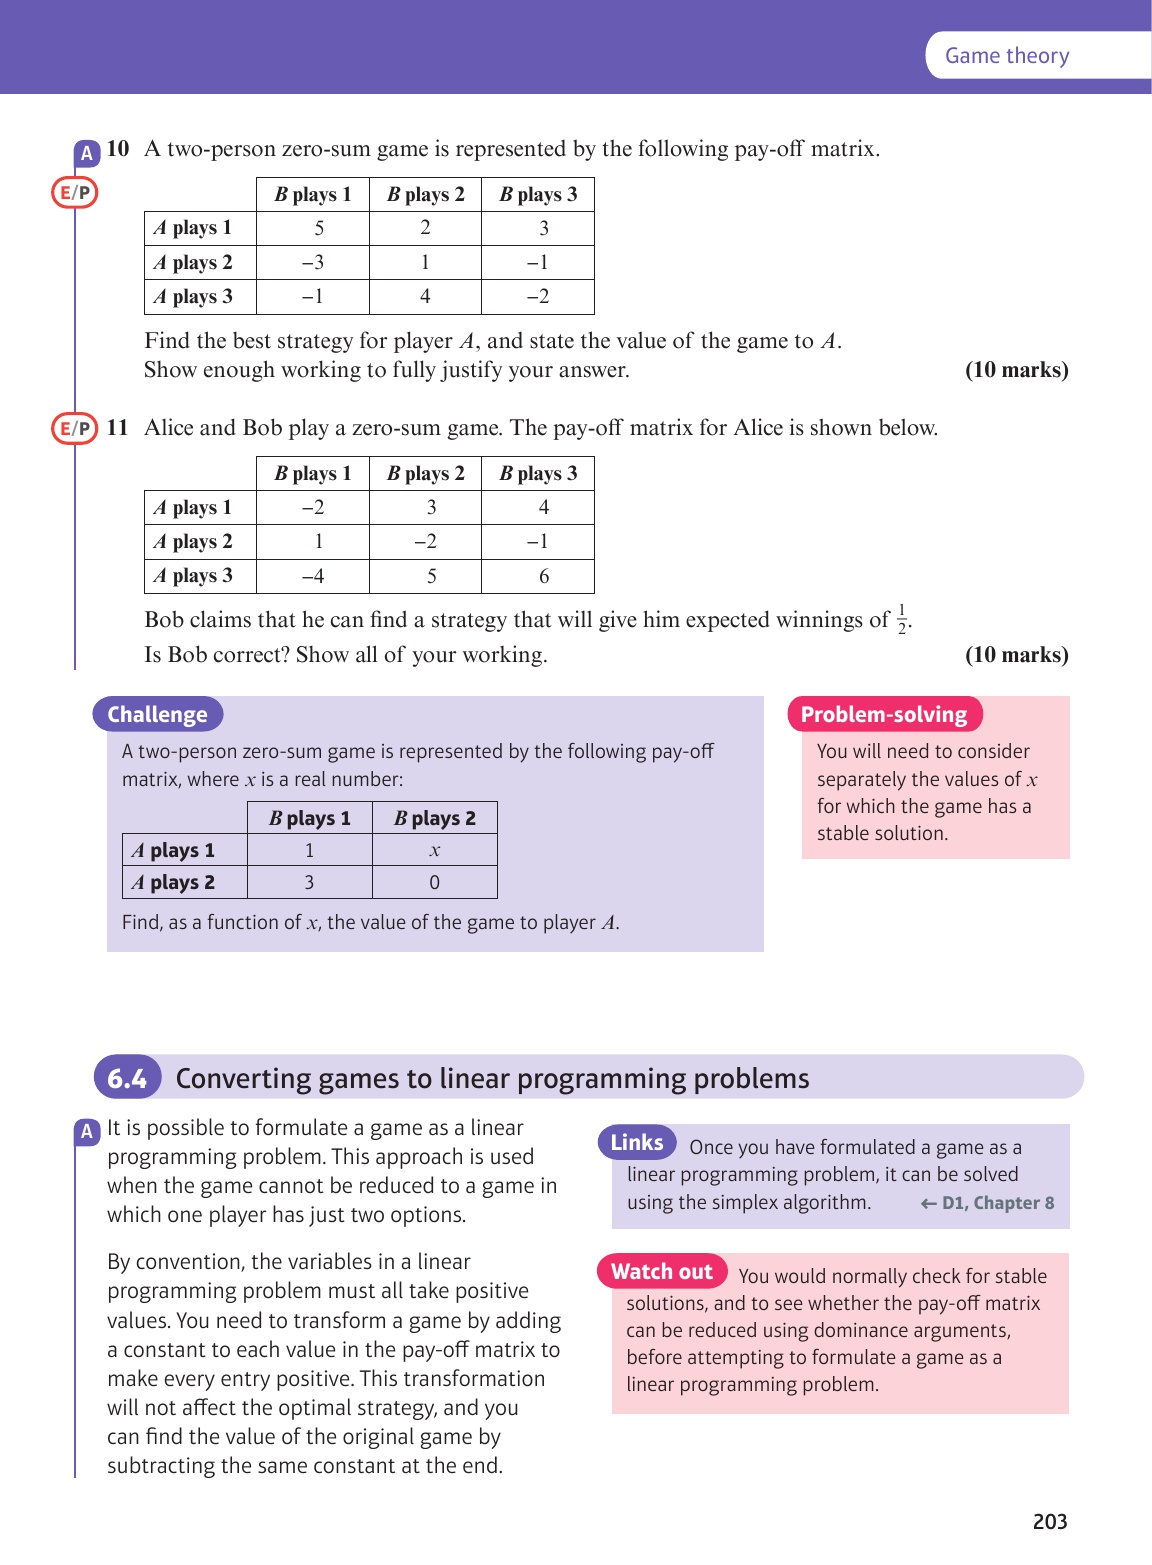 Game theory
A
10 A two-person zero-sum game is represented by the following pay-off matrix.
E/P
B plays 1 B plays 2 B plays 3
A plays 1 5 2 3
A plays 2 −3 1 −1
A plays 3 −1 4 −2
Find the best strategy for player A, and state the value of the game to A.
Show enough working to fully justify your answer. (10 marks)
E/P 11 Alice and Bob play a zero-sum game. The pay-off matrix for Alice is shown below.
B plays 1 B plays 2 B plays 3
A plays 1 −2 3 4
A plays 2 1 −2 −1
A plays 3 −4 5 6
Bob claims that he can find a strategy that will give him expected winnings of 1/2.
Is Bob correct? Show all of your working. (10 marks)
Challenge
A two-person zero-sum game is represented by the following pay-off
matrix, where x is a real number:
B plays 1 B plays 2
A plays 1 1 x
A plays 2 3 0
Find, as a function of x, the value of the game to player A.
Problem-solving
You will need to consider
separately the values of x
for which the game has a
stable solution.
6.4 Converting games to linear programming problems
A
It is possible to formulate a game as a linear
programming problem. This approach is used
when the game cannot be reduced to a game in
which one player has just two options.
By convention, the variables in a linear
programming problem must all take positive
values. You need to transform a game by adding
a constant to each value in the pay-off matrix to
make every entry positive. This transformation
will not affect the optimal strategy, and you
can find the value of the original game by
subtracting the same constant at the end.
Links Once you have formulated a game as a
linear programming problem, it can be solved
using the simplex algorithm. ← D1, Chapter 8
Watch out You would normally check for stable
solutions, and to see whether the pay-off matrix
can be reduced using dominance arguments,
before attempting to formulate a game as a
linear programming problem.
203